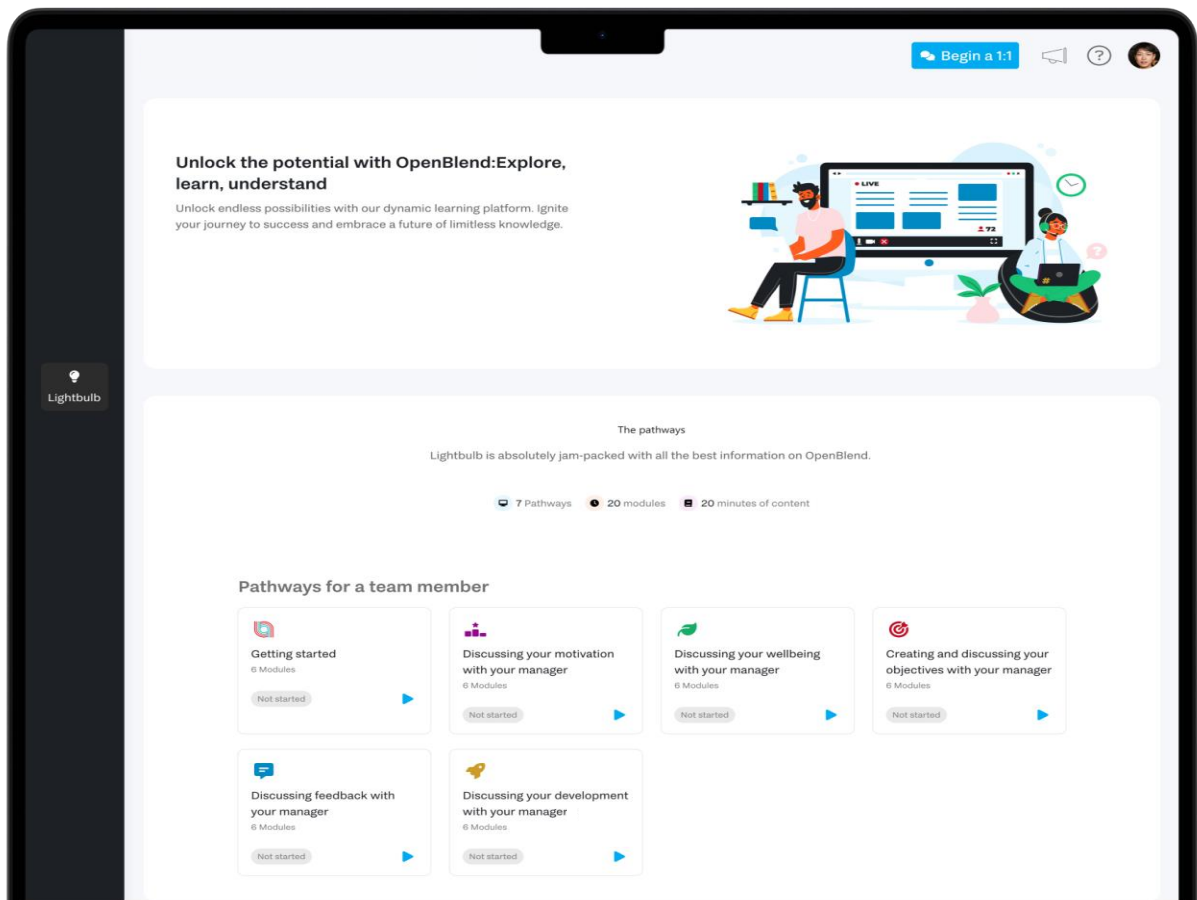 Begin a 1:1
?
Unlock the potential with OpenBlend:Explore,
learn, understand
Unlock endless possibilities with our dynamic learning platform. Ignite
your journey to success and embrace a future of limitless knowledge.
LIVE
72
?
#
Lightbulb
The pathways
Lightbulb is absolutely jam-packed with all the best information on OpenBlend.
7 Pathways 20 modules 20 minutes of content
Pathways for a team member
Getting started
6 Modules
Not started
Discussing your motivation
with your manager
6 Modules
Not started
Discussing your wellbeing
with your manager
6 Modules
Not started
Creating and discussing your
objectives with your manager
6 Modules
Not started
Discussing feedback with
your manager
6 Modules
Not started
Discussing your development
with your manager
6 Modules
Not started